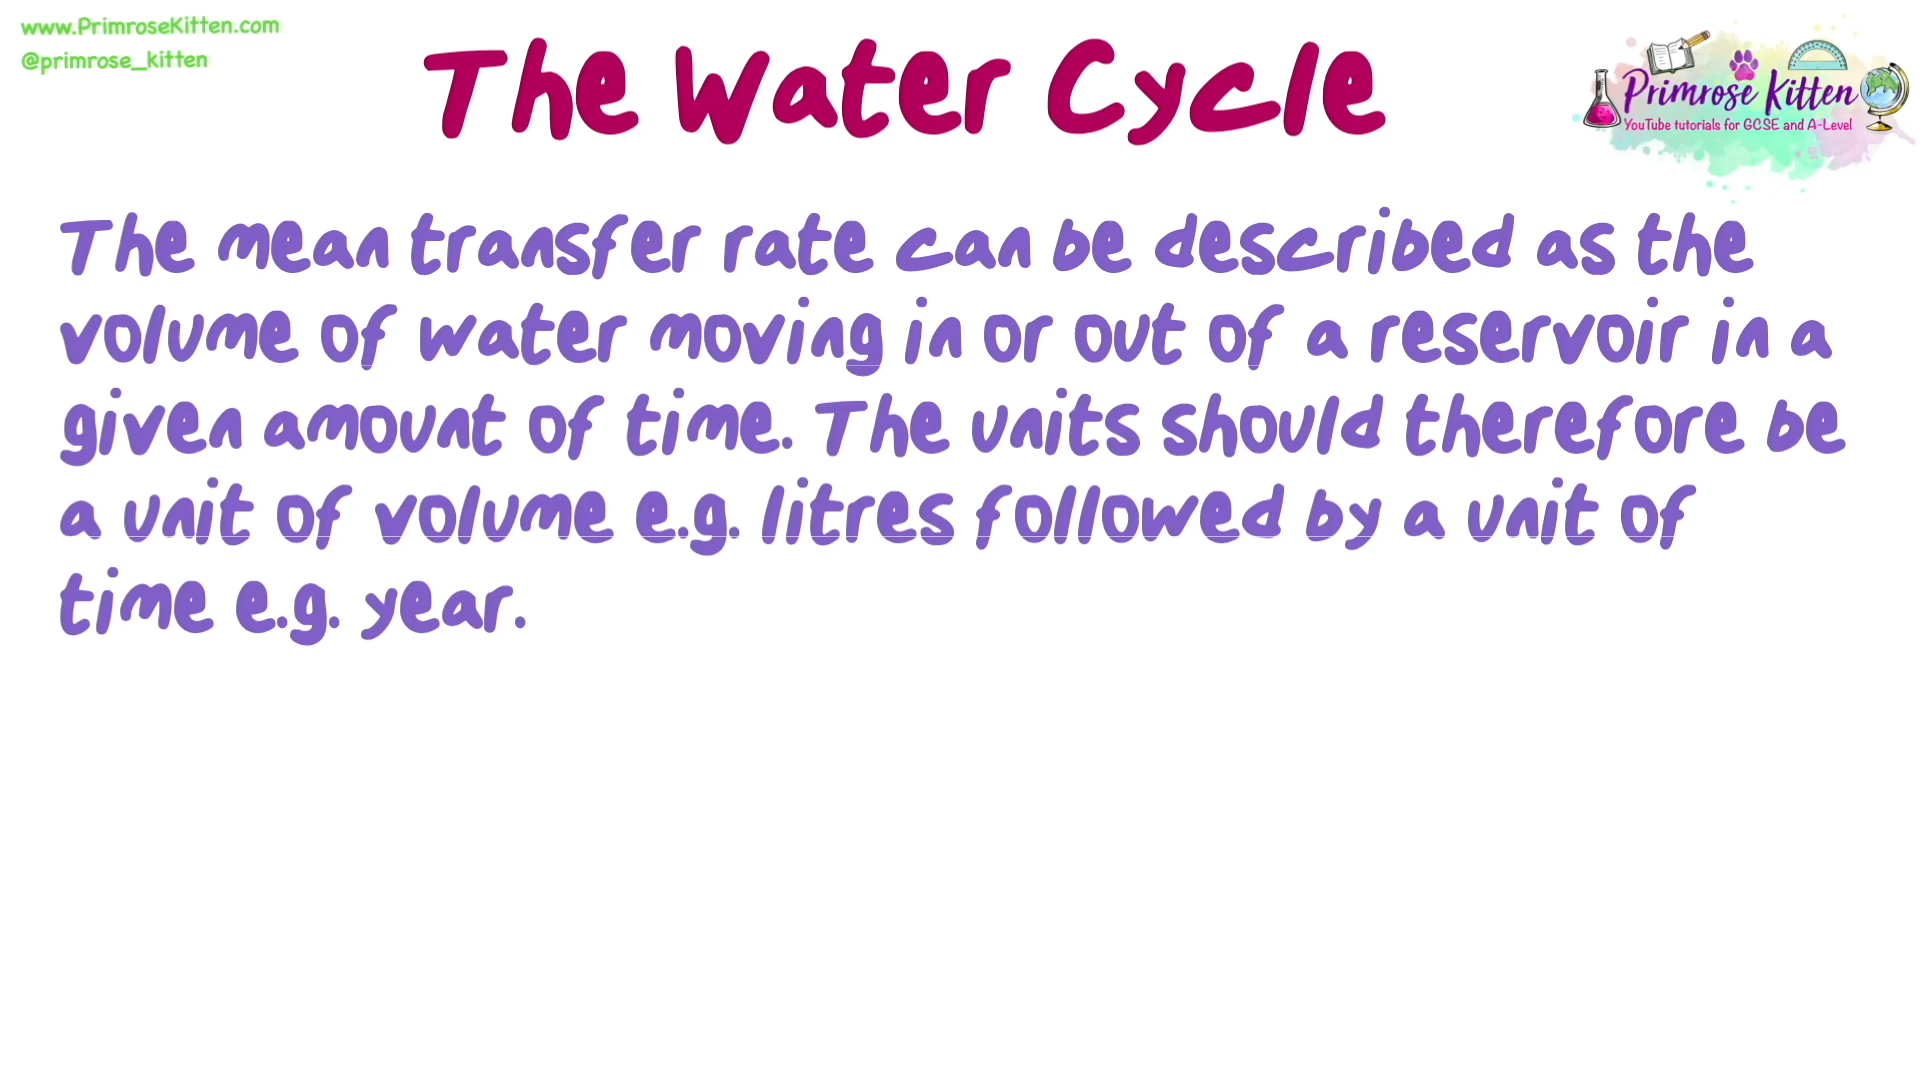 www.PrimroseKitten.com
@primrose_kitten
The Water Cycle
Primrose Kitten
YouTube tutorials for GCSE and A-Level
The mean transfer rate can be described as the
volume of water moving in or out of a reservoir in a
given amount of time. The units should therefore be
a unit of volume e.g. litres followed by a unit of
time e.g. year.